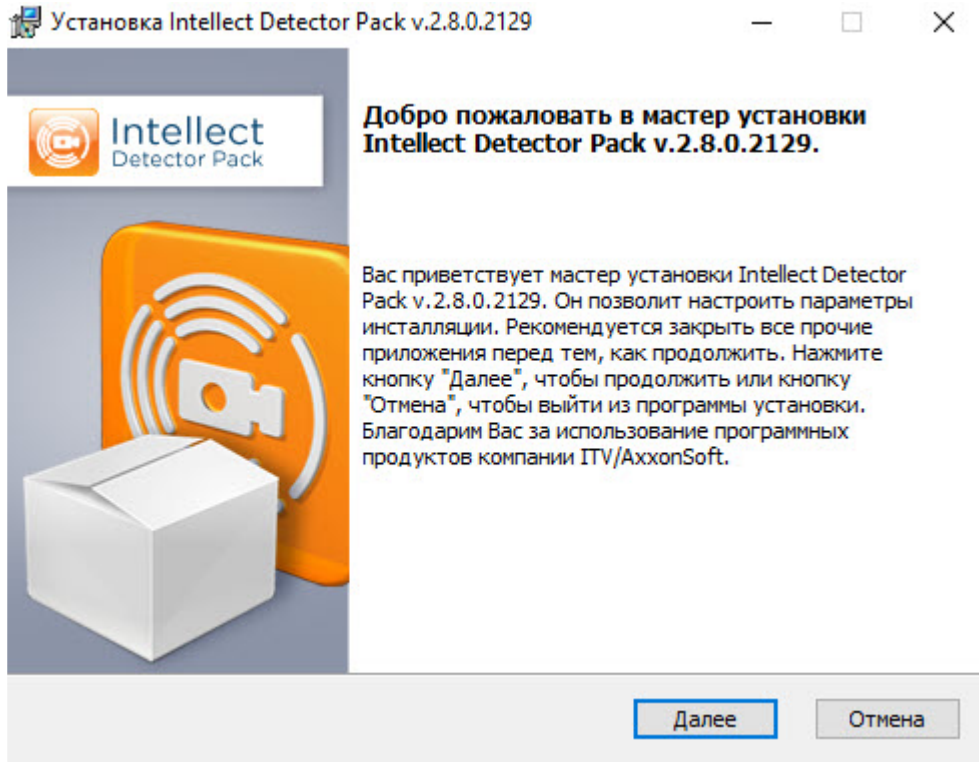 Установка Intellect Detector Pack v.2.8.0.2129
Intellect
Detector Pack
Добро пожаловать в мастер установки
Intellect Detector Pack v.2.8.0.2129.
Вас приветствует мастер установки Intellect Detector
Pack v.2.8.0.2129. Он позволит настроить параметры
инсталляции. Рекомендуется закрыть все прочие
приложения перед тем, как продолжить. Нажмите
кнопку "Далее", чтобы продолжить или кнопку
"Отмена", чтобы выйти из программы установки.
Благодарим Вас за использование программных
продуктов компании ITV/AxxonSoft.
Далее
Отмена